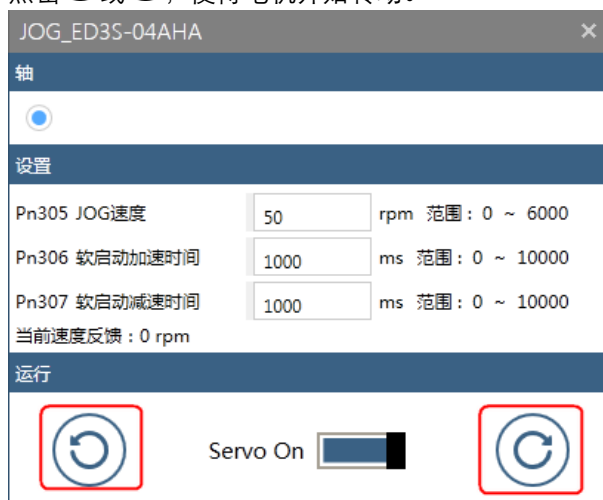 JOG_ED3S-04AHA ×
轴
设置
Pn305 JOG速度 50 rpm 范围：0 ~ 6000
Pn306 软启动加速时间 1000 ms 范围：0 ~ 10000
Pn307 软启动减速时间 1000 ms 范围：0 ~ 10000
当前速度反馈：0 rpm
运行
Servo On